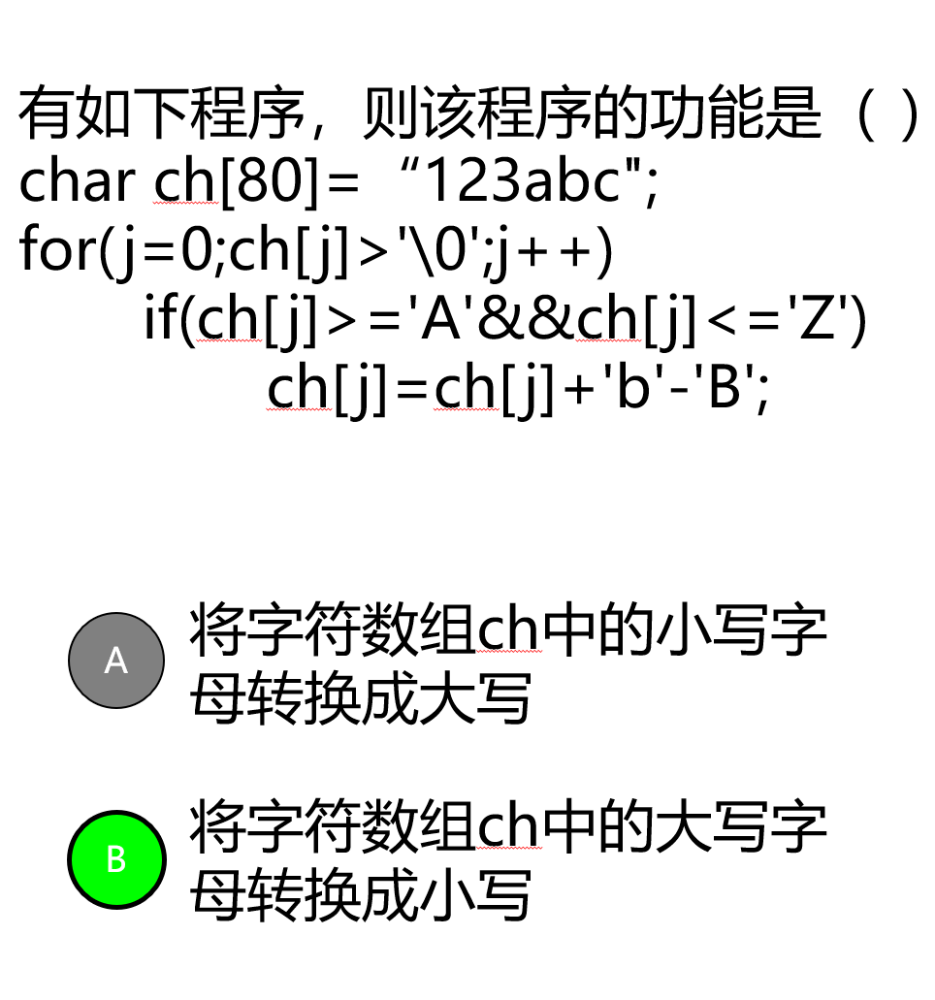 有如下程序，则该程序的功能是（ ）
char ch[80]= “123abc";
for(j=0;ch[j]>'\0';j++)
if(ch[j]>='A'&&ch[j]<='Z')
ch[j]=ch[j]+'b'-'B';
A
将字符数组ch中的小写字
母转换成大写
B
将字符数组ch中的大写字
母转换成小写